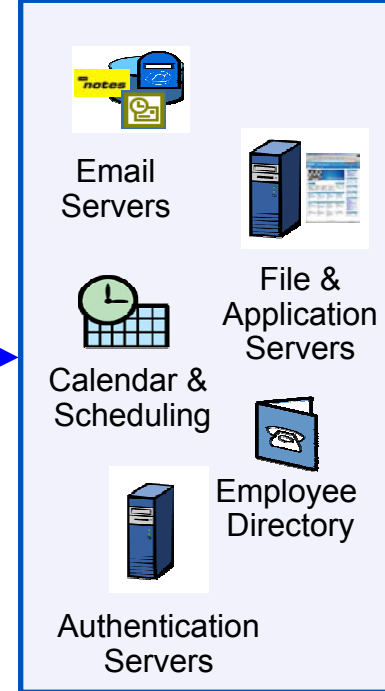 notes
Email
Servers
File &
Application
Servers
Calendar &
Scheduling
Employee
Directory
Authentication
Servers